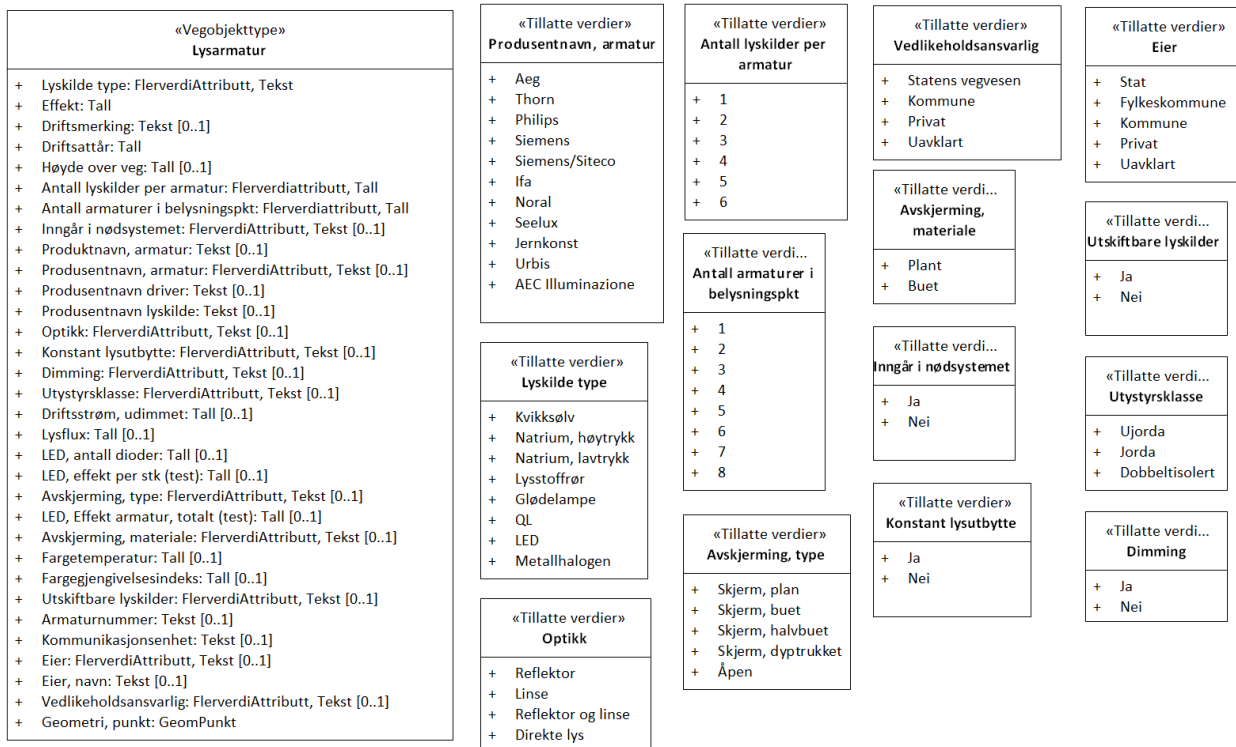 «Vegobjekttype»
Lysarmatur
+ Lyskilde type: FlerverdiAttributt, Tekst
+ Effekt: Tall
+ Driftsmerking: Tekst [0..1]
+ Driftsattår: Tall
+ Høyde over veg: Tall [0..1]
+ Antall lyskilder per armatur: Flerverdiattributt, Tall
+ Antall armaturer i belysningspkt: Flerverdiattributt, Tall
+ Inngår i nødsystemet: FlerverdiAttributt, Tekst [0..1]
+ Produktnavn, armatur: Tekst [0..1]
+ Produsentnavn, armatur: FlerverdiAttributt, Tekst [0..1]
+ Produsentnavn driver: Tekst [0..1]
+ Produsentnavn lyskilde: Tekst [0..1]
+ Optikk: FlerverdiAttributt, Tekst [0..1]
+ Konstant lysutbytte: FlerverdiAttributt, Tekst [0..1]
+ Dimming: FlerverdiAttributt, Tekst [0..1]
+ Utystyrsklasse: FlerverdiAttributt, Tekst [0..1]
+ Driftsstrøm, udimmet: Tall [0..1]
+ Lysflux: Tall [0..1]
+ LED, antall dioder: Tall [0..1]
+ LED, effekt per stk (test): Tall [0..1]
+ Avskjerming, type: FlerverdiAttributt, Tekst [0..1]
+ LED, Effekt armatur, totalt (test): Tall [0..1]
+ Avskjerming, materiale: FlerverdiAttributt, Tekst [0..1]
+ Fargetemperatur: Tall [0..1]
+ Fargegjengivelsesindeks: Tall [0..1]
+ Utskiftbare lyskilder: FlerverdiAttributt, Tekst [0..1]
+ Armaturnummer: Tekst [0..1]
+ Kommunikasjonsenhet: Tekst [0..1]
+ Eier: FlerverdiAttributt, Tekst [0..1]
+ Eier, navn: Tekst [0..1]
+ Vedlikeholdsansvarlig: FlerverdiAttributt, Tekst [0..1]
+ Geometri, punkt: GeomPunkt
«Tillatte verdier»
Produsentnavn, armatur
+ Aeg
+ Thorn
+ Philips
+ Siemens
+ Siemens/Siteco
+ Ifa
+ Noral
+ Seelux
+ Jernkonst
+ Urbis
+ AEC Illuminazione
«Tillatte verdier»
Lyskilde type
+ Kvikksølv
+ Natrium, høytrykk
+ Natrium, lavtrykk
+ Lysstoffrør
+ Glødelampe
+ QL
+ LED
+ Metallhalogen
«Tillatte verdier»
Optikk
+ Reflektor
+ Linse
+ Reflektor og linse
+ Direkte lys
«Tillatte verdier»
Antall lyskilder per
armatur
+ 1
+ 2
+ 3
+ 4
+ 5
+ 6
«Tillatte verdi...
Antall armaturer i
belysningspkt
+ 1
+ 2
+ 3
+ 4
+ 5
+ 6
+ 7
+ 8
«Tillatte verdier»
Avskjerming, type
+ Skjerm, plan
+ Skjerm, buet
+ Skjerm, halvbuet
+ Skjerm, dyptrukket
+ Åpen
«Tillatte verdier»
Vedlikeholdsansvarlig
+ Statens vegvesen
+ Kommune
+ Privat
+ Uavklart
«Tillatte verdi...
Avskjerming,
materiale
+ Plant
+ Buet
«Tillatte verdi...
Inngår i nødsystemet
+ Ja
+ Nei
«Tillatte verdier»
Konstant lysutbytte
+ Ja
+ Nei
«Tillatte verdier»
Eier
+ Stat
+ Fylkeskommune
+ Kommune
+ Privat
+ Uavklart
«Tillatte verdi...
Utskiftbare lyskilder
+ Ja
+ Nei
«Tillatte verdi...
Utystyrsklasse
+ Ujorda
+ Jorda
+ Dobbeltisolert
«Tillatte verdi...
Dimming
+ Ja
+ Nei